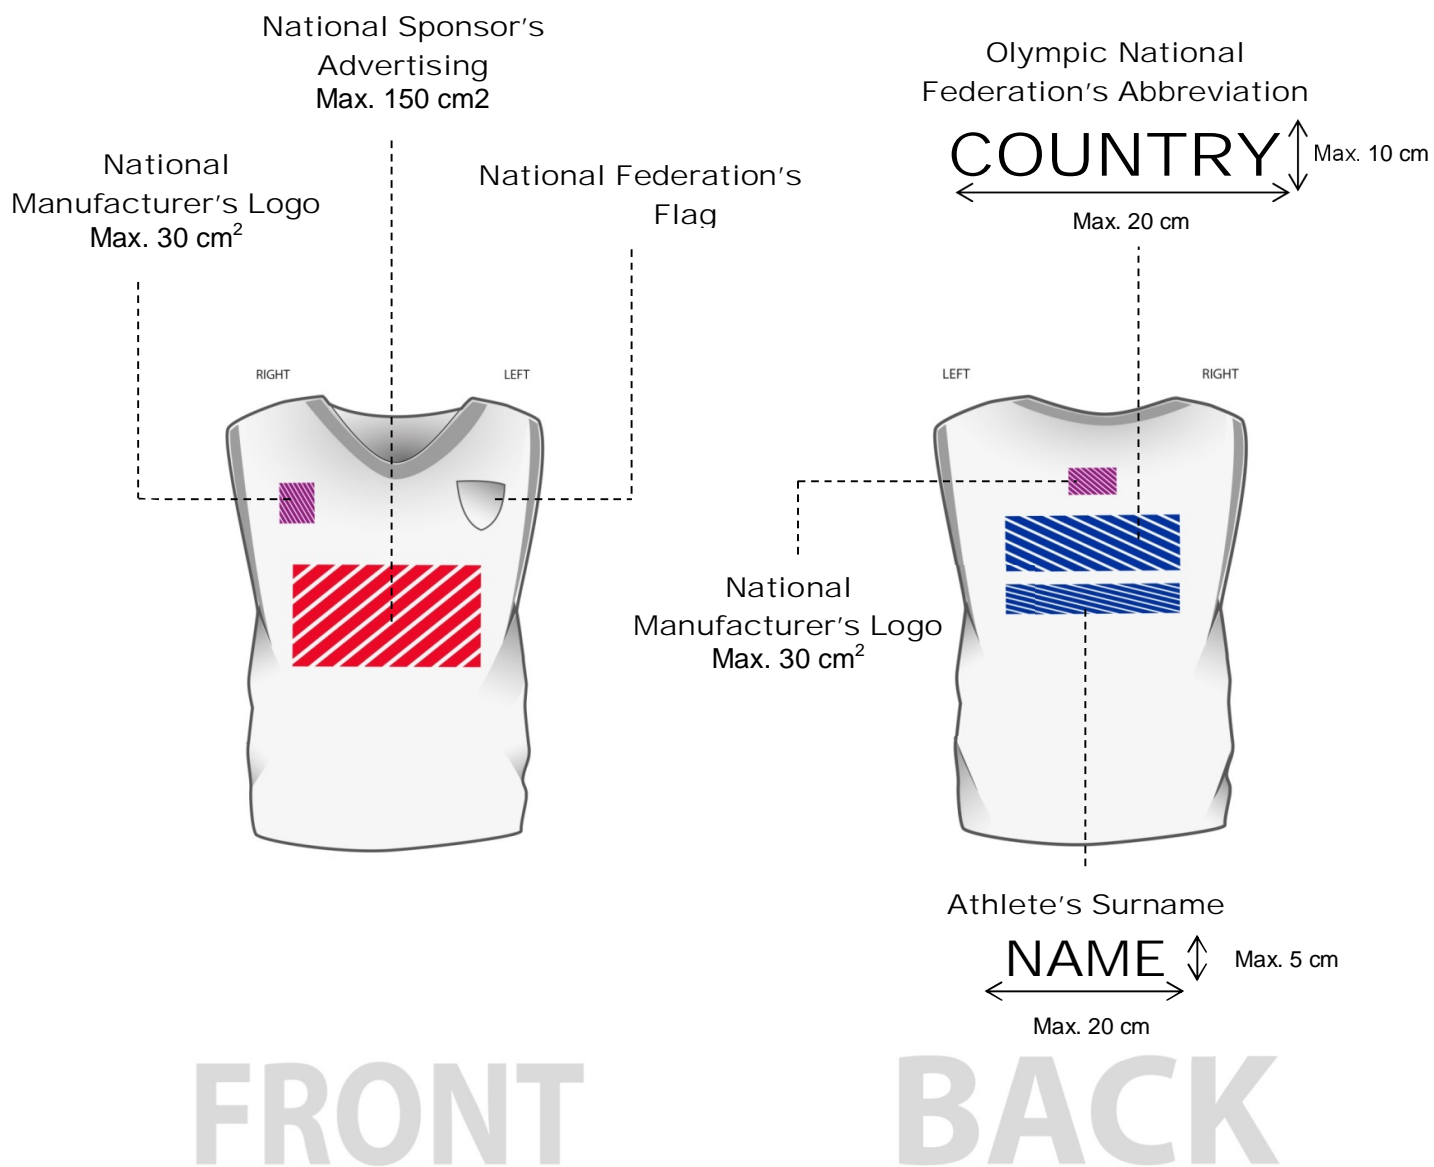 National Sponsor's
Advertising
Max. 150 cm2
National
Manufacturer's Logo
Max. 30 cm²
National Federation's
Flag
RIGHT
LEFT
Olympic National
Federation's Abbreviation
COUNTRY
Max. 10 cm
Max. 20 cm
LEFT
RIGHT
National
Manufacturer's Logo
Max. 30 cm²
Athlete's Surname
NAME
Max. 5 cm
Max. 20 cm
FRONT
BACK